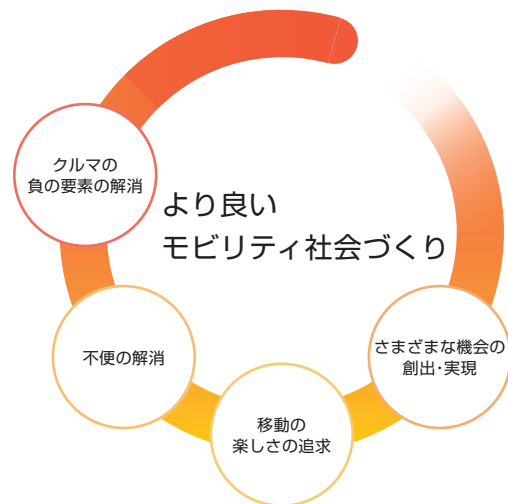 クルマの
負の要素の解消
より良い
モビリティ社会づくり
不便の解消
さまざまな機会の
創出・実現
移動の
楽しさの追求